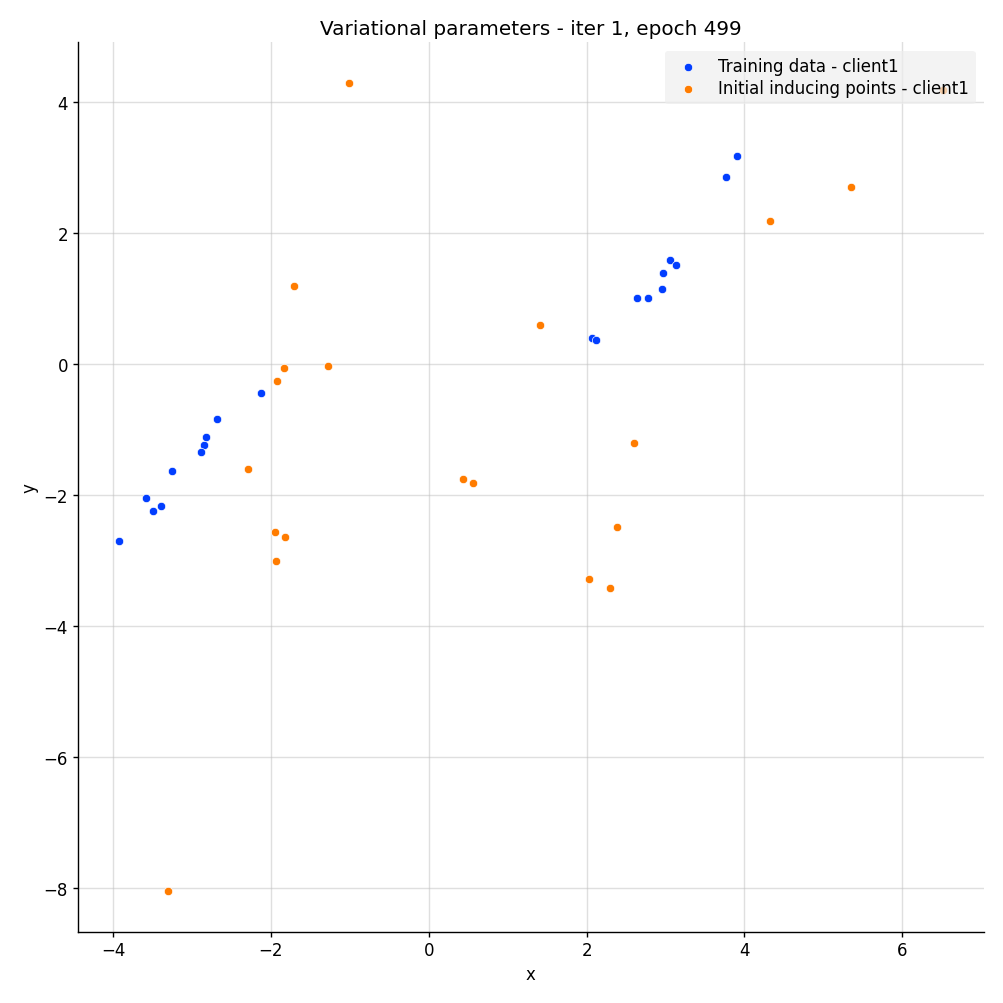 Variational parameters - iter 1, epoch 499
Training data - client1
Initial inducing points - client1
4
2
0
−2
−4
−6
−8
y
−4 −2 0 2 4 6
x